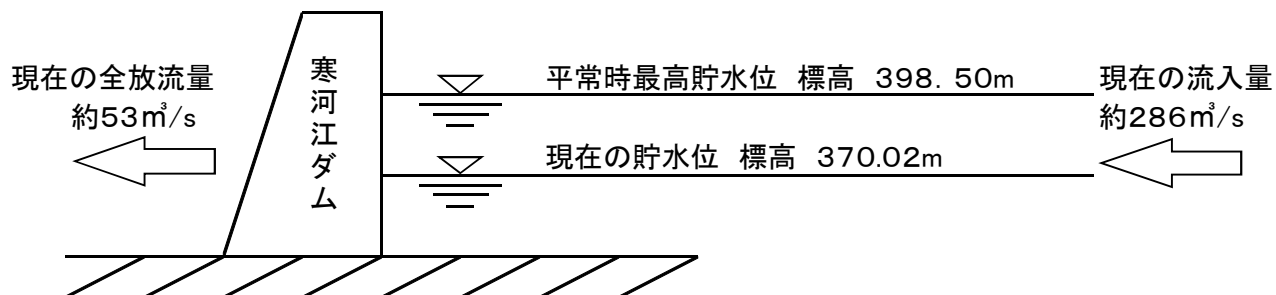 現在の全放流量
約53㎥/s
寒河江ダム
平常時最高貯水位 標高 398. 50m
現在の貯水位 標高 370.02m
現在の流入量
約286㎥/s